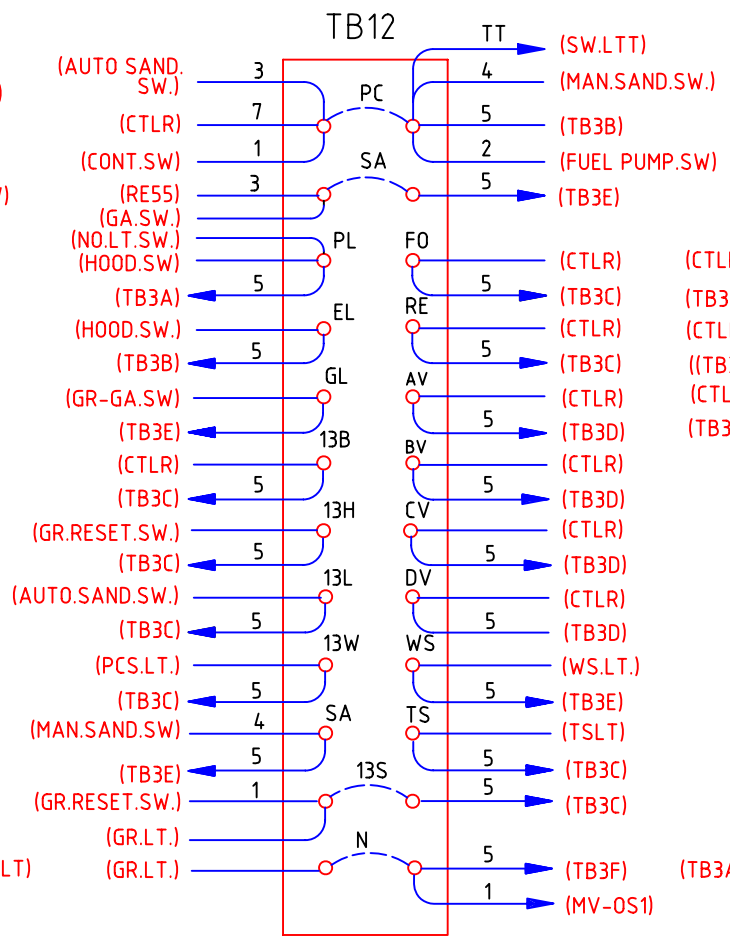 TB12
TT
(SW.LTT)
(AUTO SAND.
SW.)
3
4
(MAN.SAND.SW.)
PC
(CTLR)
7
5
(TB3B)
(CONT.SW)
1
2
(FUEL PUMP.SW)
SA
(RE55)
3
5
(TB3E)
(GA.SW.)
(NO.LT.SW.)
PL
FO
(HOOD.SW)
(CTLR)
(TB3A)
5
5
(TB3C)
EL
RE
(HOOD.SW.)
(CTLR)
(TB3B)
5
5
(TB3C)
GL
AV
(GR-GA.SW)
(CTLR)
(TB3E)
5
(TB3D)
13B
BV
(CTLR)
(CTLR)
(TB3C)
5
5
(TB3D)
13H
CV
(GR.RESET.SW.)
(CTLR)
(TB3C)
5
5
(TB3D)
13L
DV
(AUTO.SAND.SW.)
(CTLR)
(TB3C)
5
5
(TB3D)
13W
WS
(PCS.LT.)
(WS.LT.)
(TB3C)
5
5
(TB3E)
SA
TS
(MAN.SAND.SW)
4
(TSLT)
(TB3E)
5
5
(TB3C)
13S
(GR.RESET.SW.)
1
5
(TB3C)
(GR.LT.)
N
LT)
(GR.LT.)
5
(TB3F)
1
(MV-OS1)